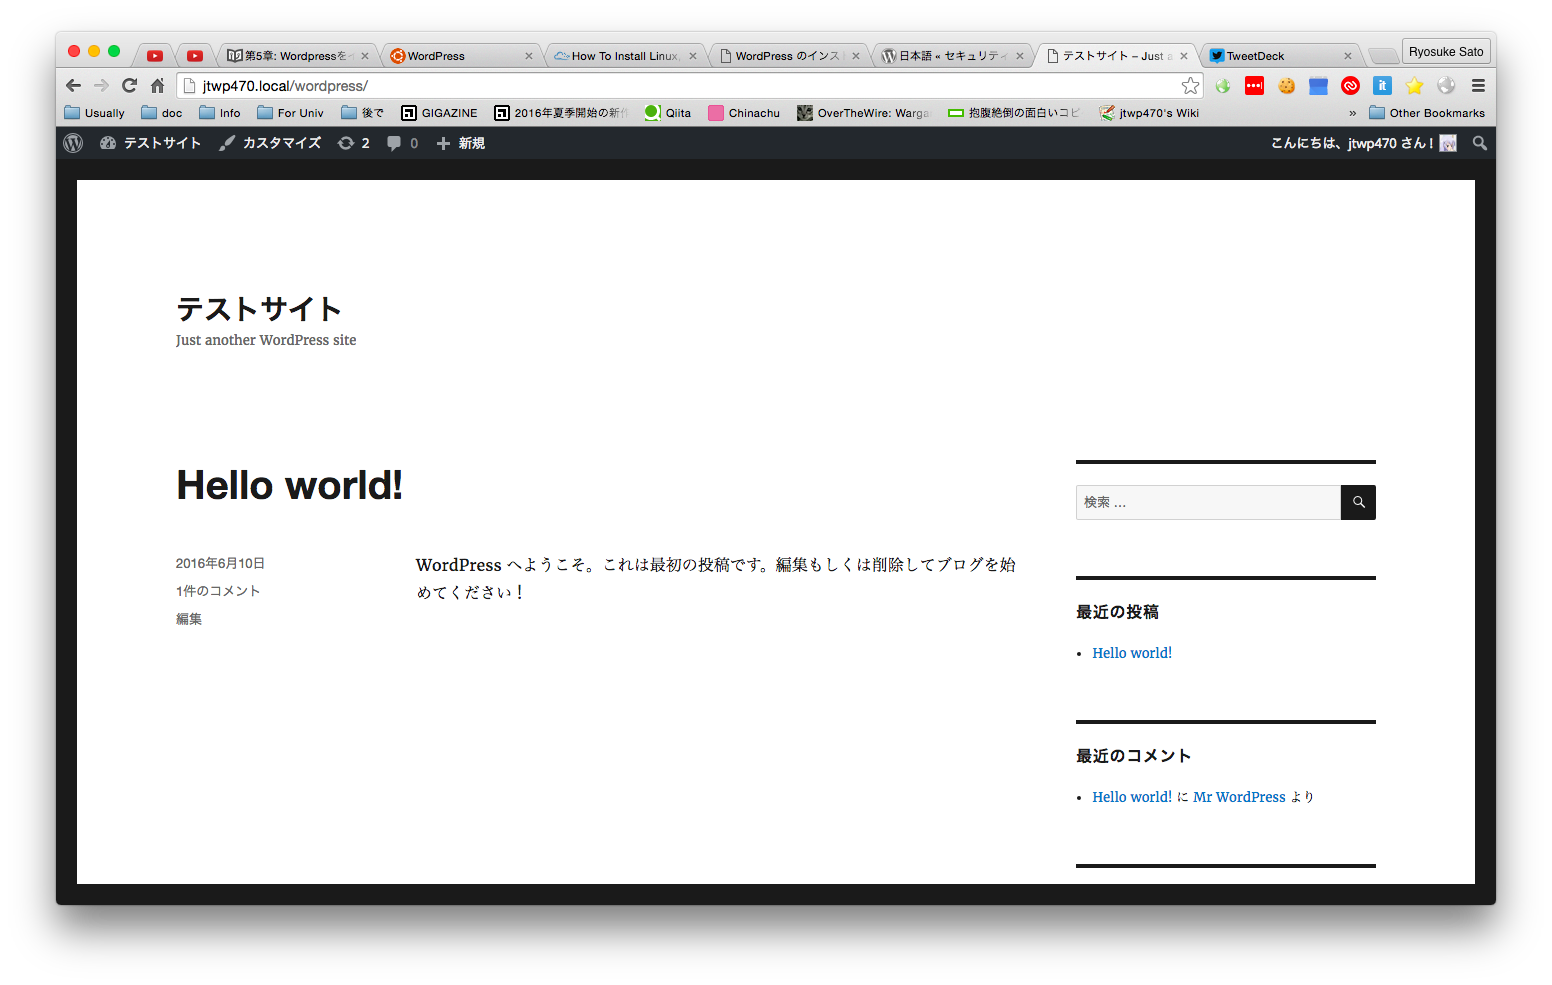 第5章: Wordpressを
WordPress
How To Install Linux,
WordPress のインス
日本語 « セキュリティ
テストサイト – Just a
TweetDeck
Ryosuke Sato
jtwp470.local/wordpress/
Usually
doc
Info
For Univ
後で
GIGAZINE
2016年夏季開始の新作
Qiita
Chinachu
OverTheWire: Warga
抱腹絶倒の面白いコピ
jtwp470's Wiki
»
Other Bookmarks
テストサイト
カスタマイズ
2
0
新規
こんにちは、jtwp470 さん !
テストサイト
Just another WordPress site
Hello world!
2016年6月10日
1件のコメント
編集
WordPress へようこそ。これは最初の投稿です。編集もしくは削除してブログを始
めてください !
検索 ...
最近の投稿
Hello world!
最近のコメント
Hello world! に Mr WordPress より